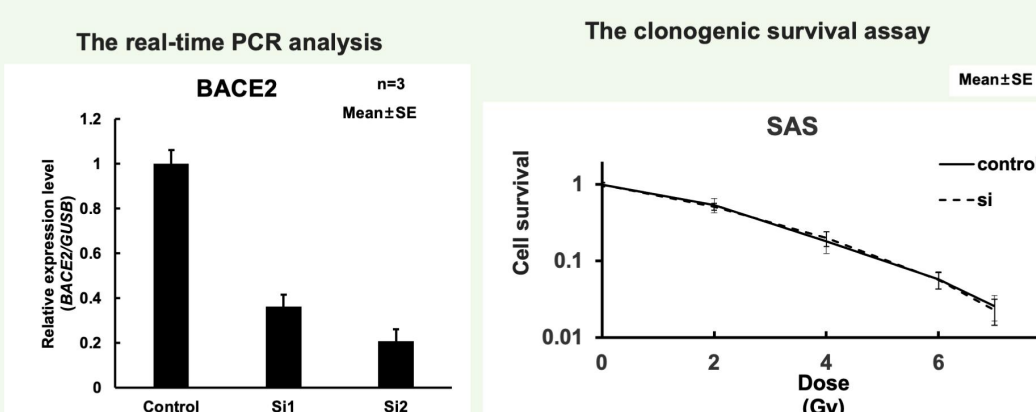 The real-time PCR analysis
BACE2
n=3
Mean±SE
Relative expression level
(BACE2/GUSB)
1.2
1
0.8
0.6
0.4
0.2
0
Control
Si1
Si2
The clonogenic survival assay
Mean±SE
SAS
Cell survival
1
0.1
0.01
0
2
4
6
Dose
(Gy)
contro
si